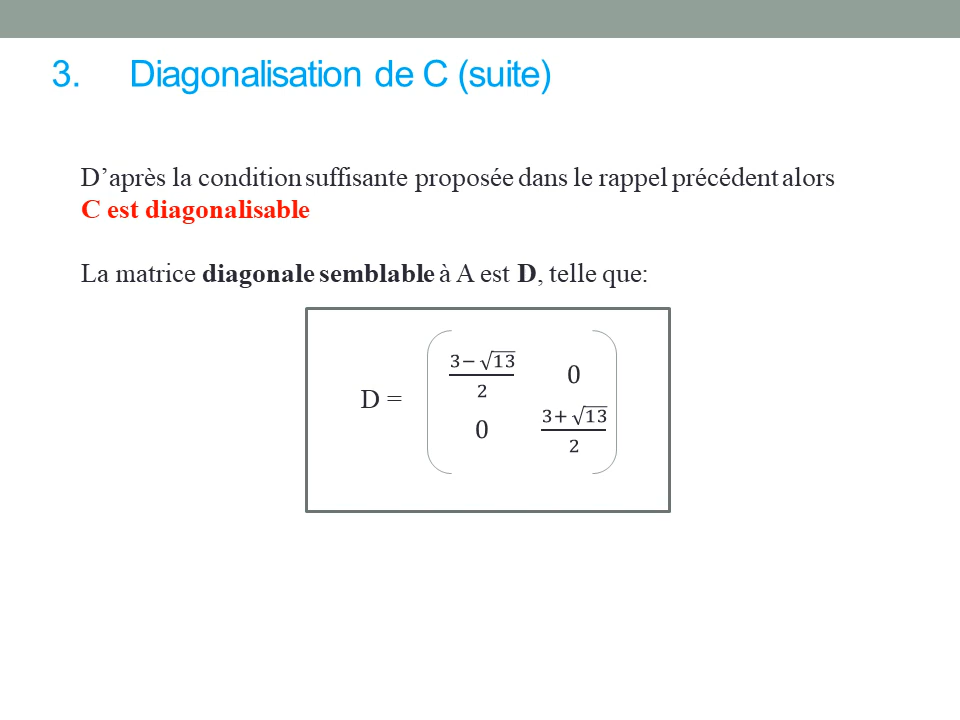 3. Diagonalisation de C (suite)
D’après la condition suffisante proposée dans le rappel précédent alors
C est diagonalisable
La matrice diagonale semblable à A est D, telle que:
D = 
3− √13
2
0
0
3+ √13
2